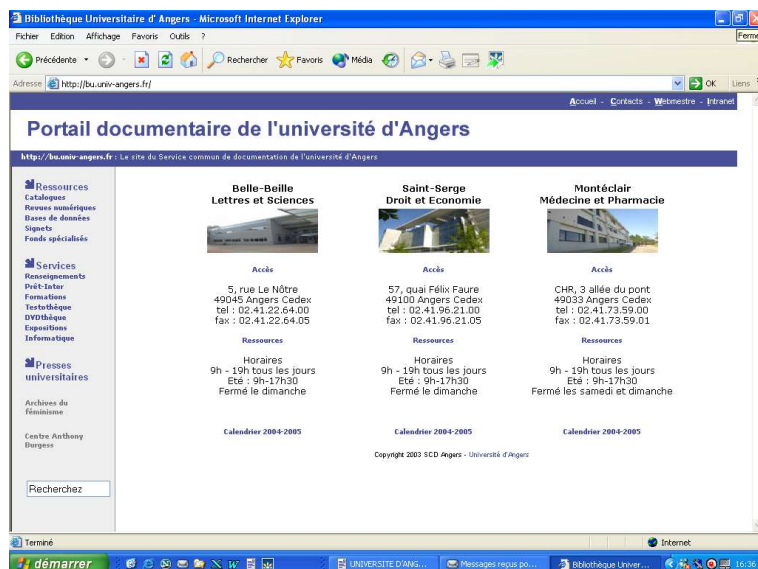 Bibliothèque Universitaire d' Angers - Microsoft Internet Explorer
Fichier Edition Affichage Favoris Outils ?
Ferme
Précédente Rechercher Favoris Média
Adresse http://bu.univ-angers.fr/ OK Liens
Accueil - Contacts - Webmestre - Intranet
Portail documentaire de l'université d'Angers
http://bu.univ-angers.fr : Le site du Service commun de documentation de l'université d'Angers
Ressources
Catalogues
Revues numériques
Bases de données
Signets
Fonds spécialisés
Services
Renseignements
Prêt-Inter
Formations
Testothèque
DVDthèque
Expositions
Informatique
Presses
universitaires
Archives du
féminisme
Centre Anthony
Burgess
Recherchez
Belle-Beille
Lettres et Sciences
Accès
5, rue Le Nôtre
49045 Angers Cedex
tel : 02.41.22.64.00
fax : 02.41.22.64.05
Ressources
Horaires
9h - 19h tous les jours
Eté : 9h-17h30
Fermé le dimanche
Calendrier 2004-2005
Saint-Serge
Droit et Economie
Accès
57, quai Félix Faure
49100 Angers Cedex
tel : 02.41.96.21.00
fax : 02.41.96.21.05
Ressources
Horaires
9h - 19h tous les jours
Eté : 9h-17h30
Fermé le dimanche
Calendrier 2004-2005
Montéclair
Médecine et Pharmacie
Accès
CHR, 3 allée du pont
49033 Angers Cedex
tel : 02.41.73.59.00
fax : 02.41.73.59.01
Ressources
Horaires
9h - 19h tous les jours
Eté : 9h-17h30
Fermé les samedi et dimanche
Calendrier 2004-2005
Copyright 2003 SCD Angers - Université d'Angers
Terminé Internet
démarrer UNIVERSITE D'ANG... Messages reçus po... Bibliothèque Univer... 16:36